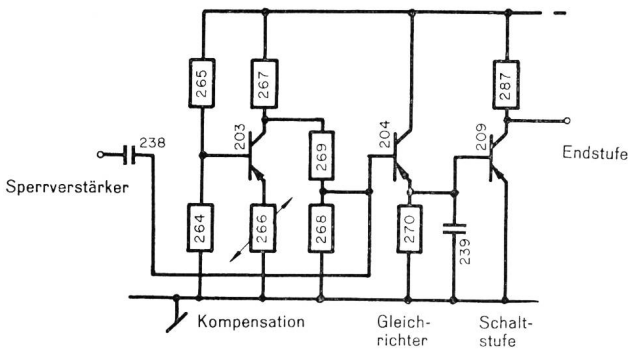 265
267
287
238
203
204
209
269
Endstufe
Sperrverstärker
264
266
268
270
239
Kompensation
Gleich-
richter
Schalt-
stufe